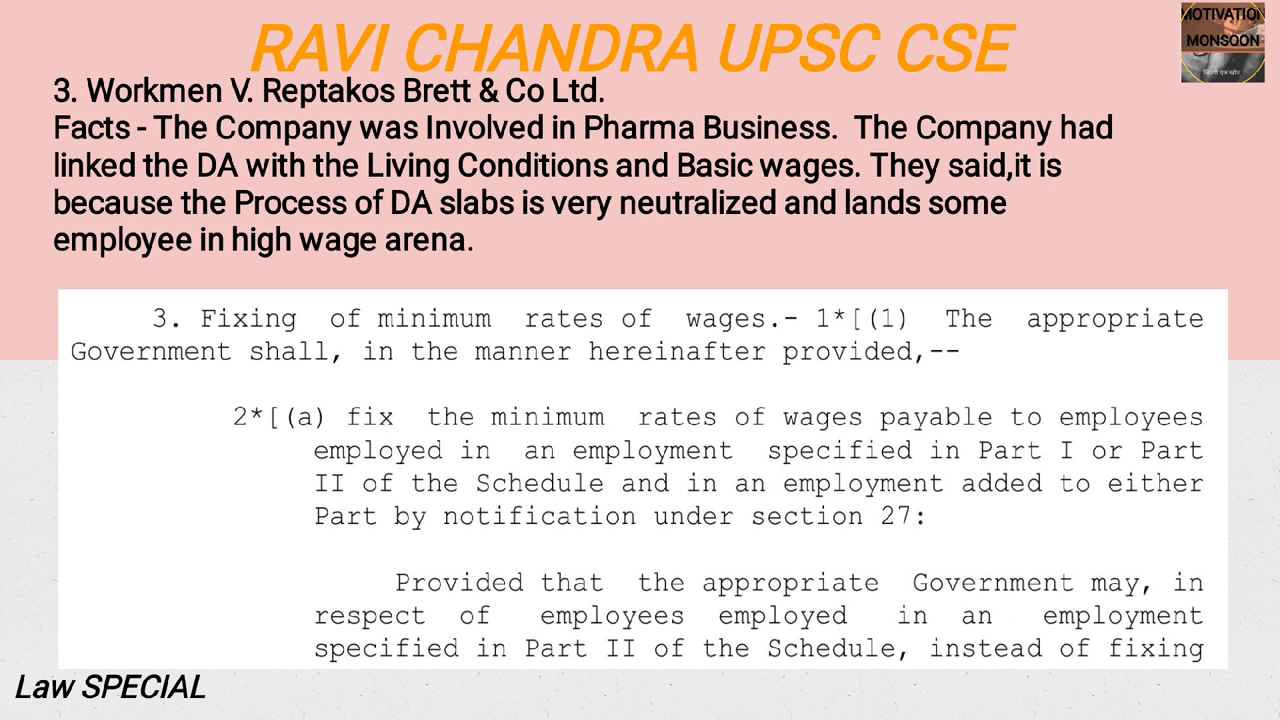 RAVI CHANDRA UPSC CSE
MOTIVATION
MONSOON
3. Workmen V. Reptakos Brett & Co Ltd.
Facts - The Company was Involved in Pharma Business. The Company had
linked the DA with the Living Conditions and Basic wages. They said,it is
because the Process of DA slabs is very neutralized and lands some
employee in high wage arena.
3. Fixing of minimum rates of wages.- 1*[(1) The appropriate
Government shall, in the manner hereinafter provided,--
2*[(a) fix the minimum rates of wages payable to employees
employed in an employment specified in Part I or Part
II of the Schedule and in an employment added to either
Part by notification under section 27:
Provided that the appropriate Government may, in
respect of employees employed in an employment
specified in Part II of the Schedule, instead of fixing
Law SPECIAL